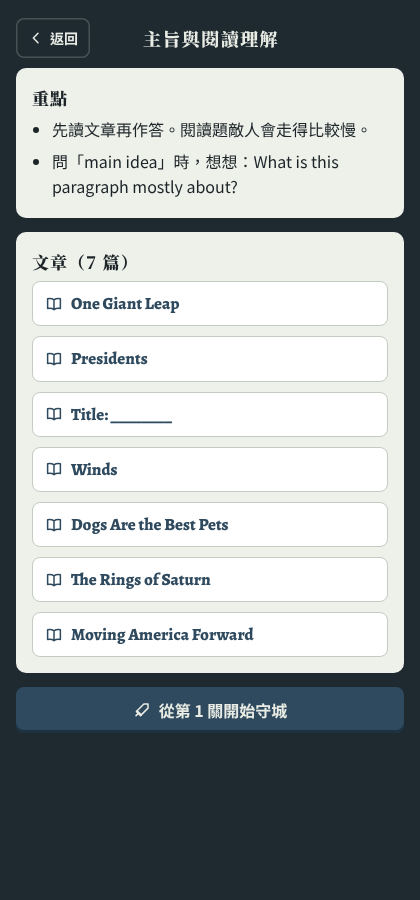 返回
主旨與閱讀理解
重點
先讀文章再作答。閱讀題敵人會走得比較慢。
問「main idea」時，想想：What is this
paragraph mostly about?
文章（7 篇）
One Giant Leap
Presidents
Title: ________
Winds
Dogs Are the Best Pets
The Rings of Saturn
Moving America Forward
從第 1 關開始守城